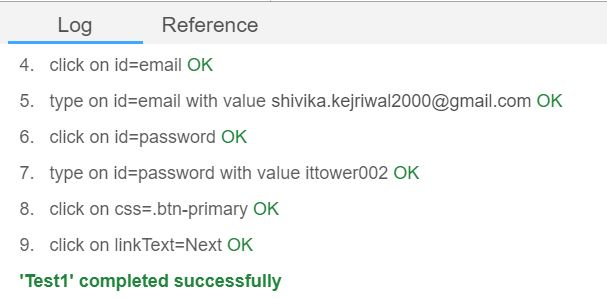 Log Reference
4. click on id=email OK
5. type on id=email with value shivika.kejriwal2000@gmail.com OK
6. click on id=password OK
7. type on id=password with value ittower002 OK
8. click on css=.btn-primary OK
9. click on linkText=Next OK
'Test1' completed successfully